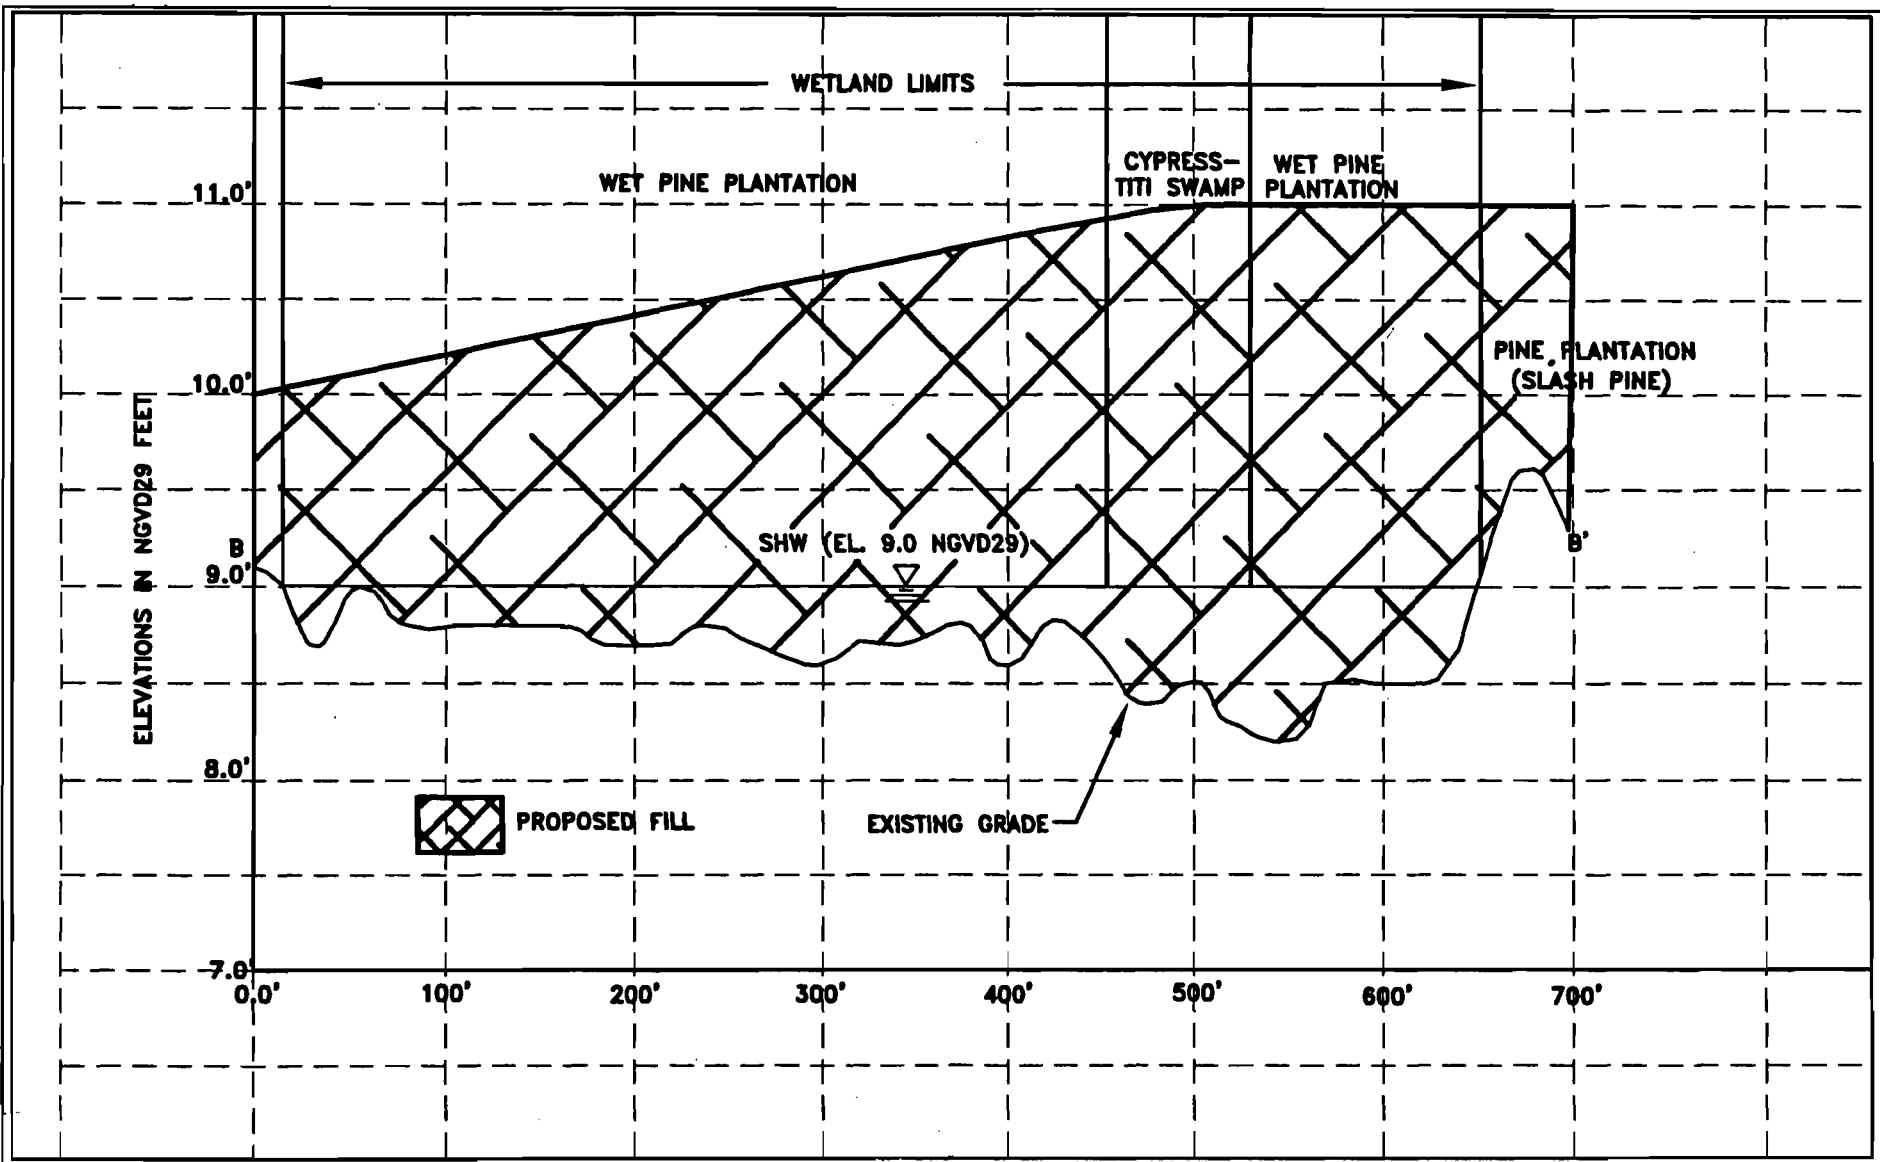 WETLAND LIMITS
WET PINE PLANTATION
CYPRESS-
TITI SWAMP
WET PINE
PLANTATION
11.0'
PINE PLANTATION
(SLASH PINE)
10.0'
ELEVATIONS IN NGVD29 FEET
SHW (EL. 9.0 NGVD29)
B
B'
9.0'
8.0'
PROPOSED FILL
EXISTING GRADE
7.0'
0.0'
100'
200'
300'
400'
500'
600'
700'